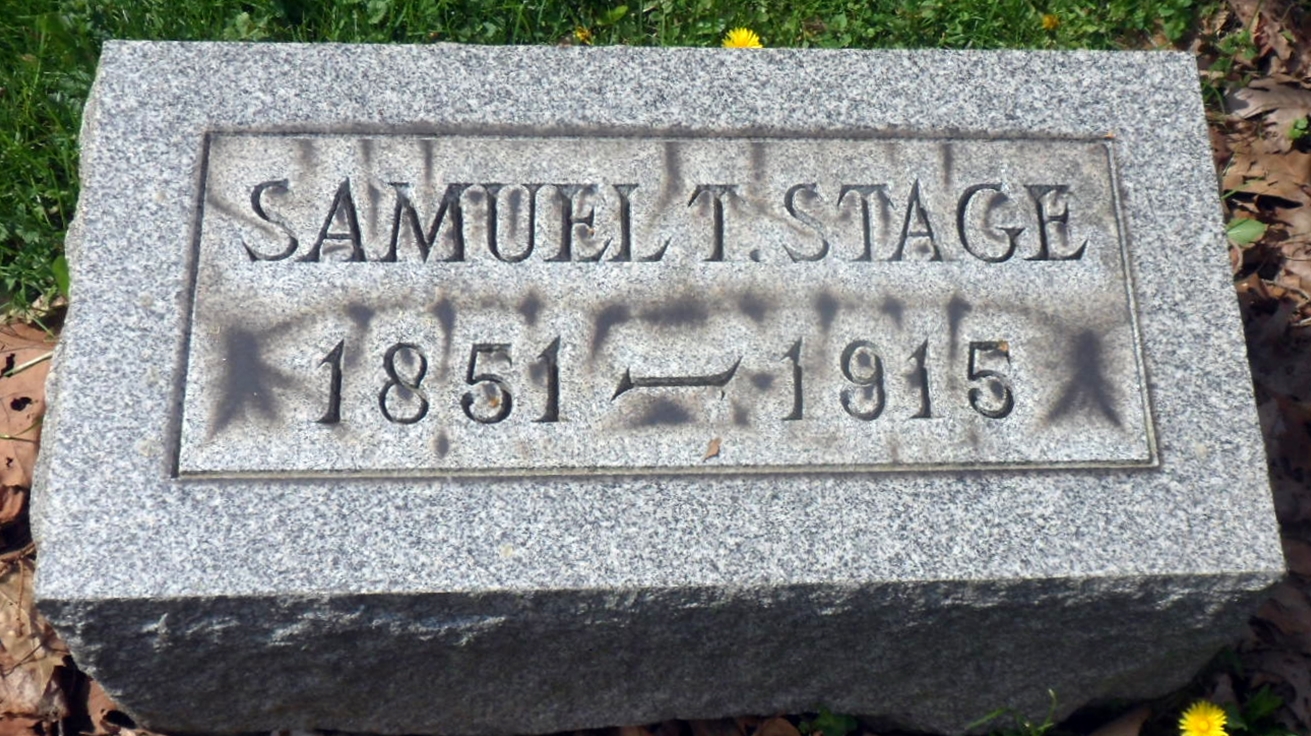 SAMUEL T. STAGE
1851 — 1915